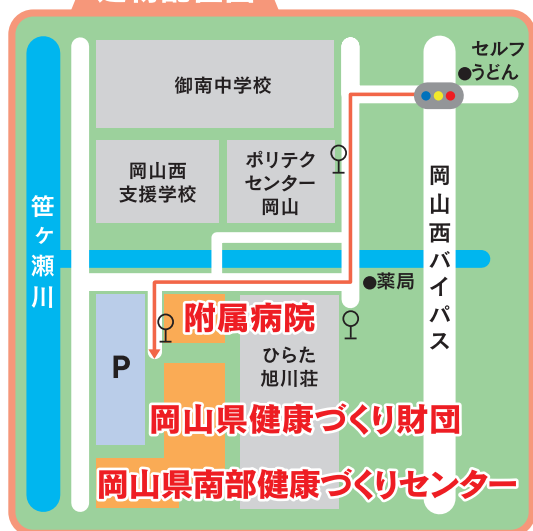 セルフ
うどん
御南中学校
岡山西
支援学校
ポリテク
センター
岡山
笹ヶ瀬川
岡山西バイパス
薬局
附属病院
P
ひらた
旭川荘
岡山県健康づくり財団
岡山県南部健康づくりセンター